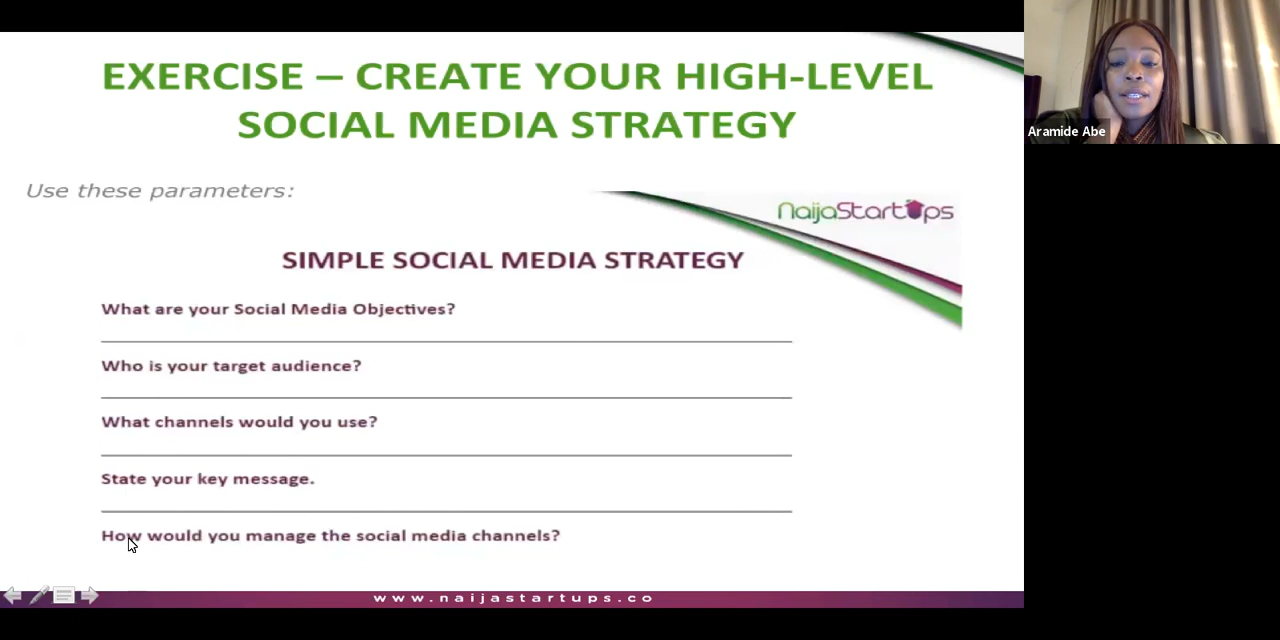 EXERCISE – CREATE YOUR HIGH-LEVEL
SOCIAL MEDIA STRATEGY
Use these parameters:
NaijaStartUps
SIMPLE SOCIAL MEDIA STRATEGY
What are your Social Media Objectives?
Who is your target audience?
What channels would you use?
State your key message.
How would you manage the social media channels?
www.naijastartups.co
Aramide Abe